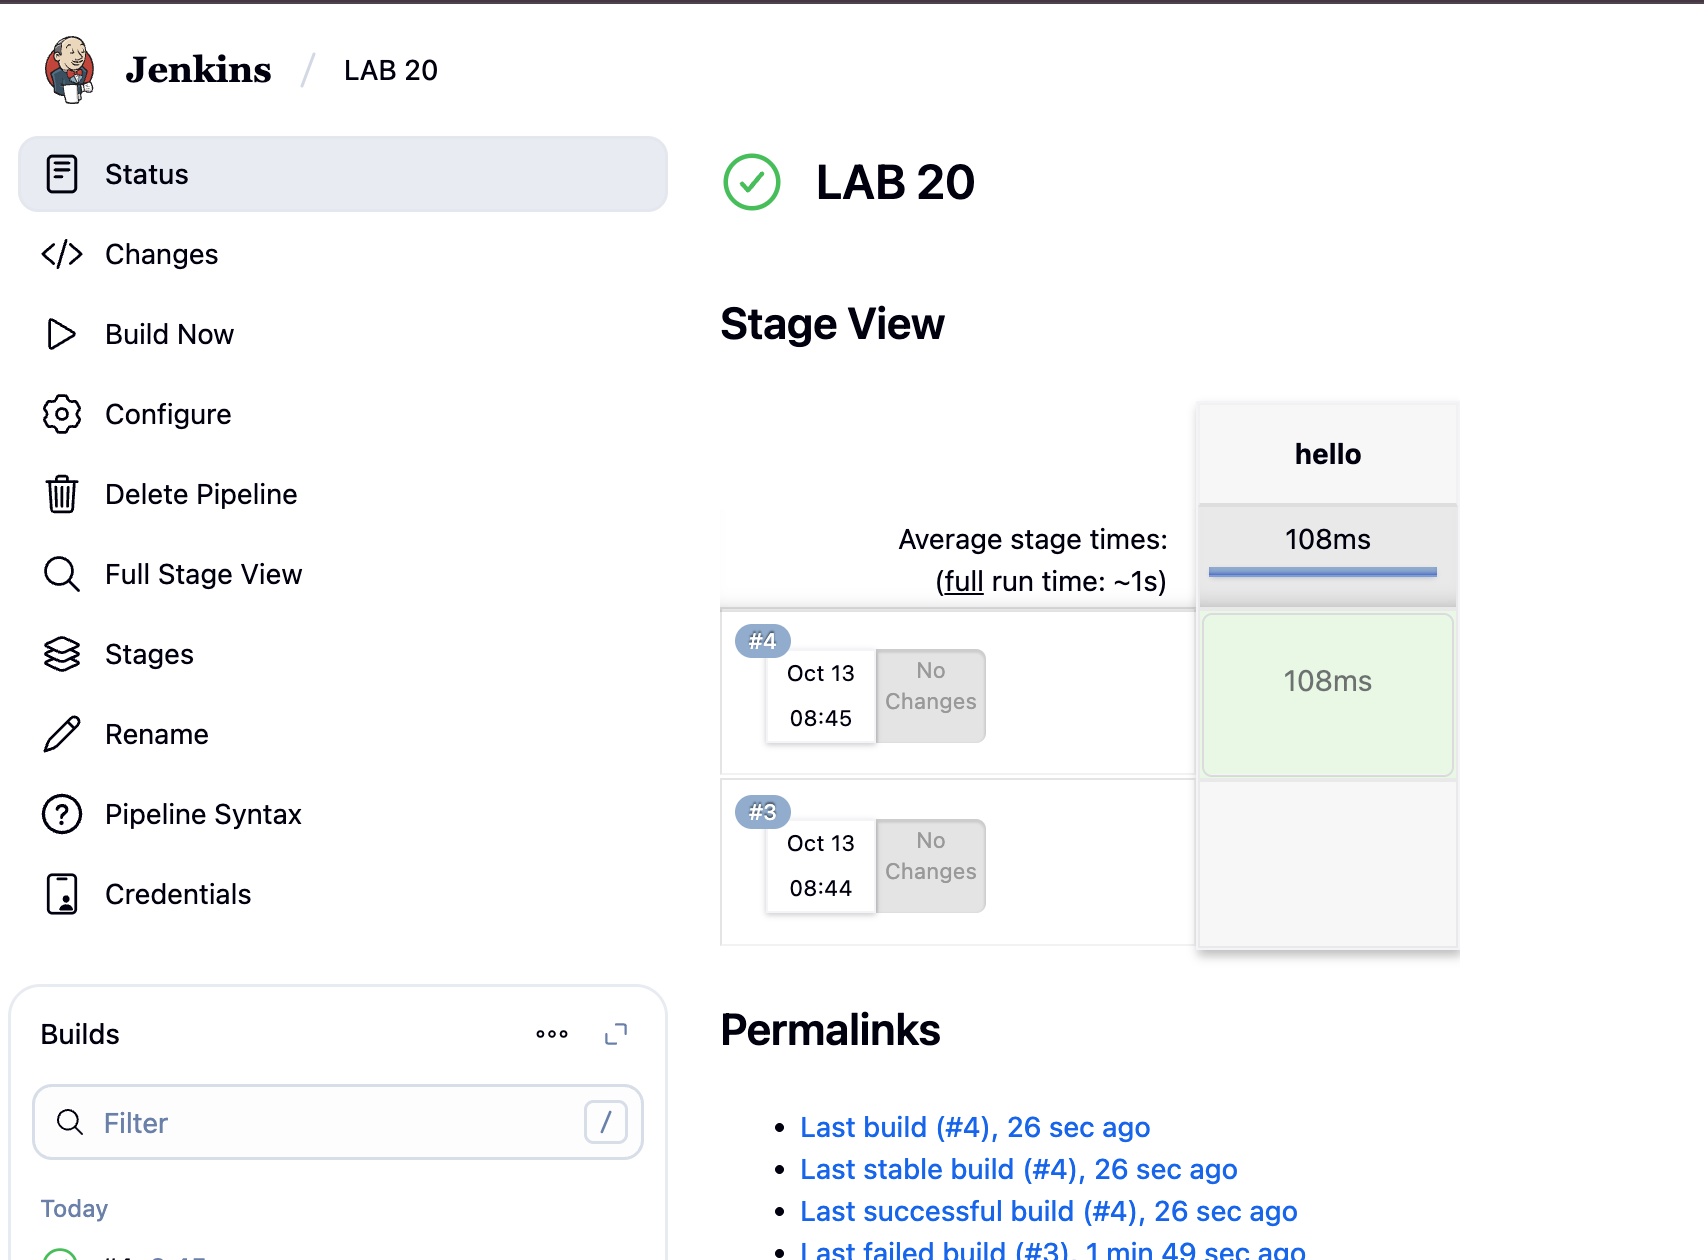 Jenkins / LAB 20
Status
Changes
Build Now
Configure
Delete Pipeline
Full Stage View
Stages
Rename
Pipeline Syntax
Credentials
Builds
Filter /
Today
LAB 20
Stage View
hello
Average stage times:
(full run time: ~1s)
108ms
#4
Oct 13
08:45
No
Changes
108ms
#3
Oct 13
08:44
No
Changes
Permalinks
Last build (#4), 26 sec ago
Last stable build (#4), 26 sec ago
Last successful build (#4), 26 sec ago
Last failed build (#3), 1 min 49 sec ago